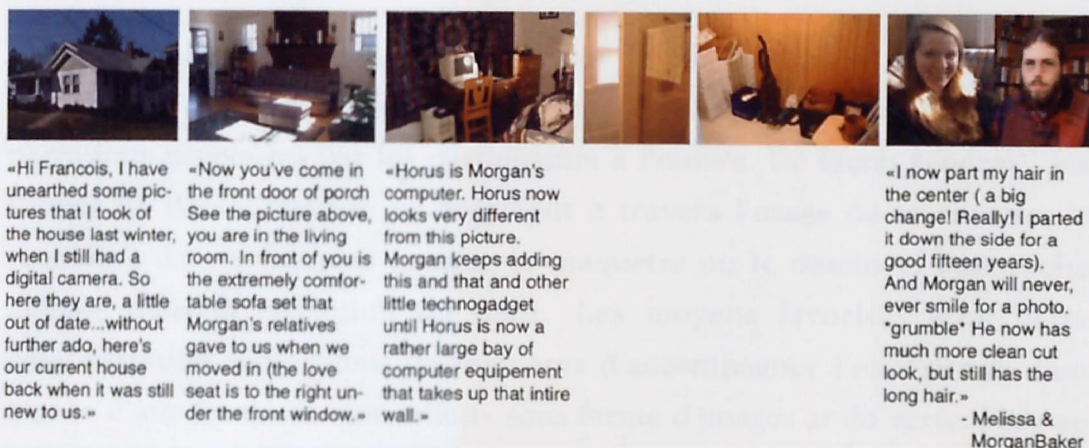 «Hi Francois, I have
unearthed some pic-
tures that I took of
the house last winter,
when I still had a
digital camera. So
here they are, a little
out of date...without
further ado, here's
our current house
back when it was still
new to us.»
«Now you've come in
the front door of porch
See the picture above,
you are in the living
room. In front of you is
the extremely comfor-
table sofa set that
Morgan's relatives
gave to us when we
moved in (the love
seat is to the right un-
der the front window.»
«Horus is Morgan's
computer. Horus now
looks very different
from this picture.
Morgan keeps adding
this and that and other
little technogadget
until Horus is now a
rather large bay of
computer equipement
that takes up that intire
wall.»
«I now part my hair in
the center ( a big
change! Really! I parted
it down the side for a
good fifteen years).
And Morgan will never,
ever smile for a photo,
*grumble* He now has
much more clean cut
look, but still has the
long hair.»
- Melissa &
MorganBaker